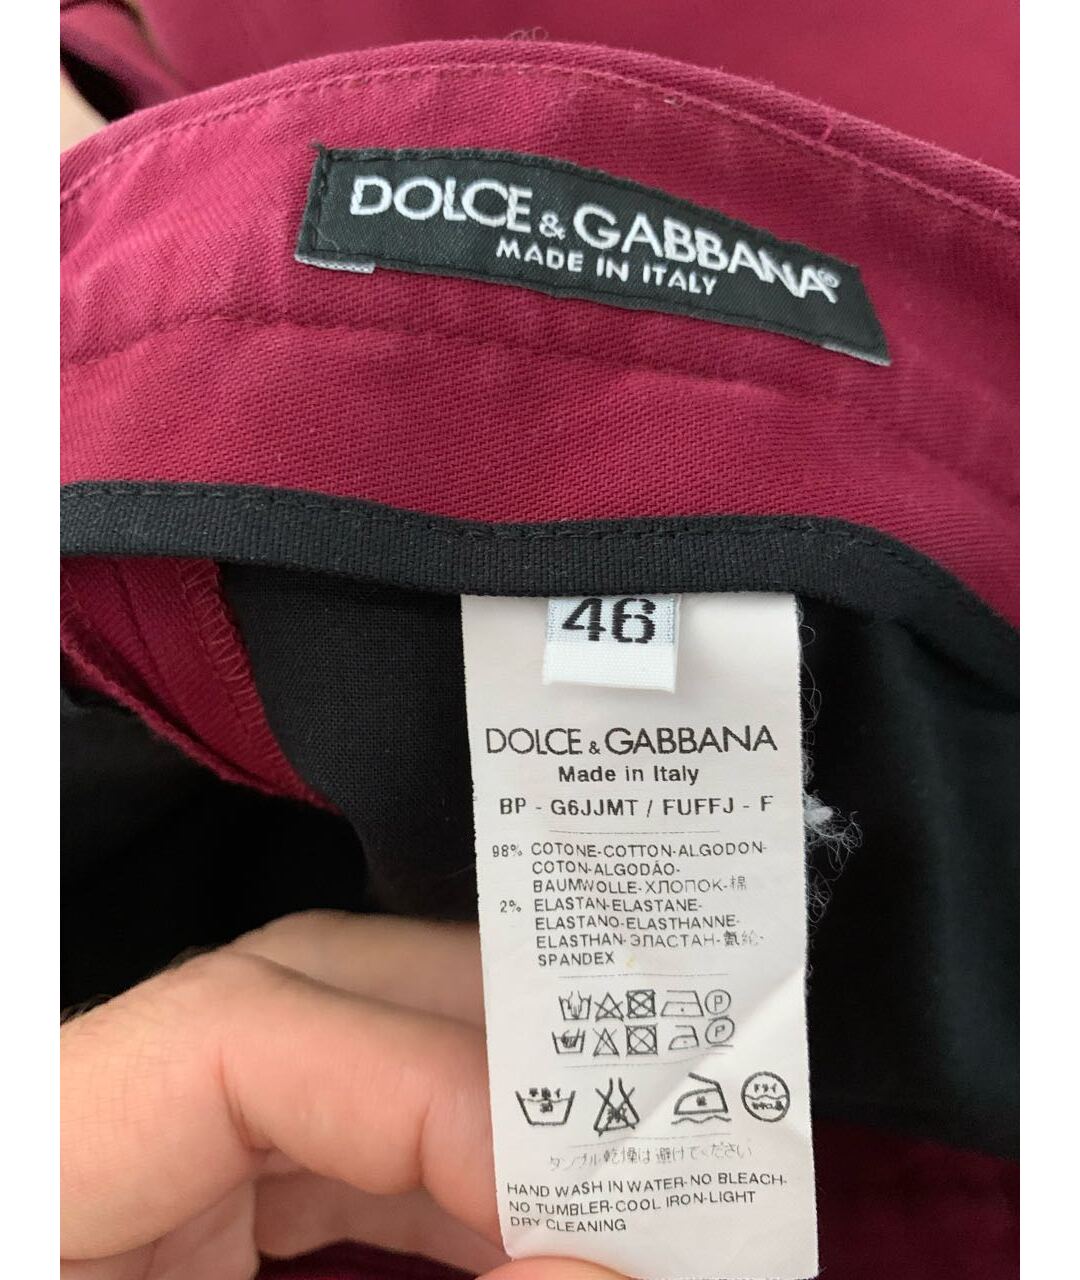 DOLCE & GABBANA®
MADE IN ITALY
46
DOLCE & GABBANA
Made in Italy
BP - G6JJMT / FUFFJ - F
98% COTONE-COTTON-ALGODON-
COTON-ALGODÃO-
BAUMWOLLE-ХЛОПОК-棉
2% ELASTAN-ELASTANE-
ELASTANO-ELASTHANNE-
ELASTHAN-ЭЛАСТАН-氨纶-
SPANDEX
P
P
ドライ
タンブル乾燥は避けてください
HAND WASH IN WATER-NO BLEACH-
NO TUMBLER-COOL IRON-LIGHT
DRY CLEANING